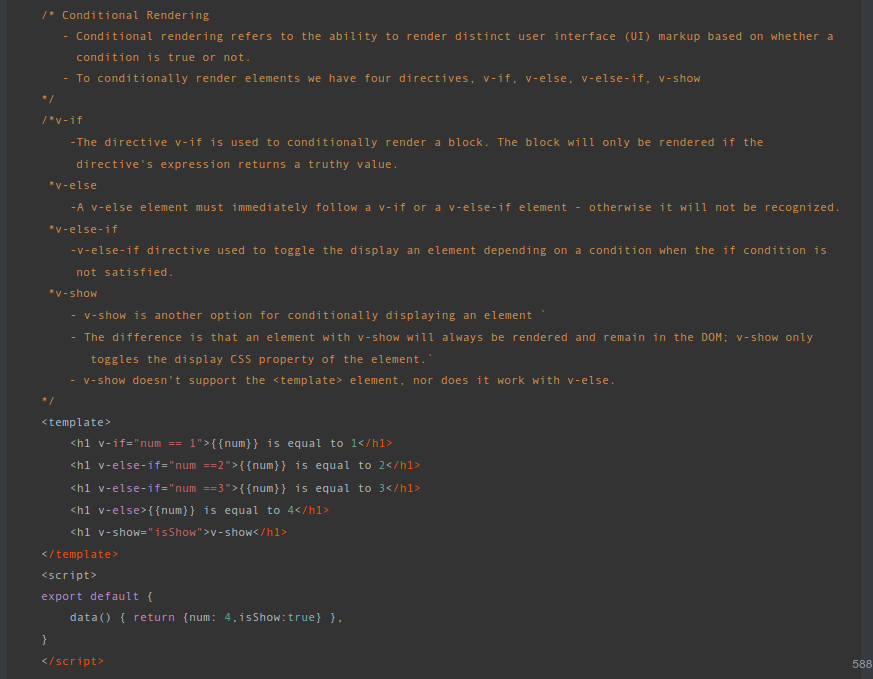 /* Conditional Rendering
- Conditional rendering refers to the ability to render distinct user interface (UI) markup based on whether a
condition is true or not.
- To conditionally render elements we have four directives, v-if, v-else, v-else-if, v-show
*/
/*v-if
-The directive v-if is used to conditionally render a block. The block will only be rendered if the
directive's expression returns a truthy value.
*v-else
-A v-else element must immediately follow a v-if or a v-else-if element - otherwise it will not be recognized.
*v-else-if
-v-else-if directive used to toggle the display an element depending on a condition when the if condition is
not satisfied.
*v-show
- v-show is another option for conditionally displaying an element `
- The difference is that an element with v-show will always be rendered and remain in the DOM; v-show only
toggles the display CSS property of the element.`
- v-show doesn't support the <template> element, nor does it work with v-else.
*/
<template>
<h1 v-if="num == 1">{{num}} is equal to 1</h1>
<h1 v-else-if="num ==2">{{num}} is equal to 2</h1>
<h1 v-else-if="num ==3">{{num}} is equal to 3</h1>
<h1 v-else>{{num}} is equal to 4</h1>
<h1 v-show="isShow">v-show</h1>
</template>
<script>
export default {
data() { return {num: 4,isShow:true} },
}
</script>
588